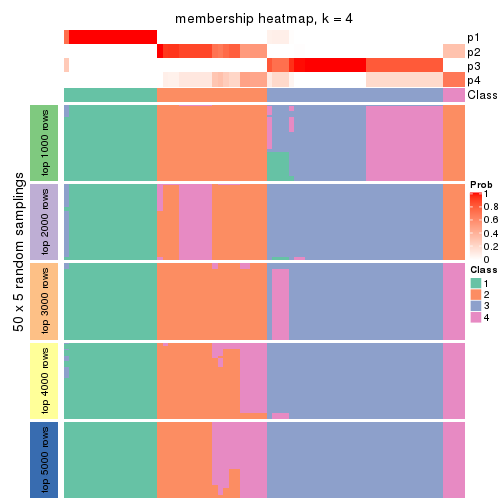 membership heatmap, k = 4
p1
p2
p3
p4
Class
50 x 5 random samplings
top 1000 rows
top 2000 rows
top 3000 rows
top 4000 rows
top 5000 rows
Prob
1
0.8
0.6
0.4
0.2
0
Class
1
2
3
4